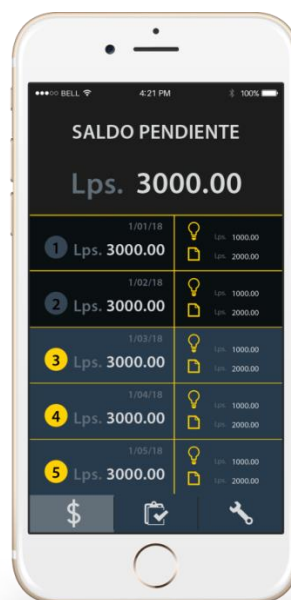 BELL 4:21 PM 100%
SALDO PENDIENTE
Lps. 3000.00
1/01/18
1 Lps. 3000.00
Lps. 1000.00
Lps. 2000.00
1/02/18
2 Lps. 3000.00
Lps. 1000.00
Lps. 2000.00
1/03/18
3 Lps. 3000.00
Lps. 1000.00
Lps. 2000.00
1/04/18
4 Lps. 3000.00
Lps. 1000.00
Lps. 2000.00
1/05/18
5 Lps. 3000.00
Lps. 1000.00
Lps. 2000.00
$